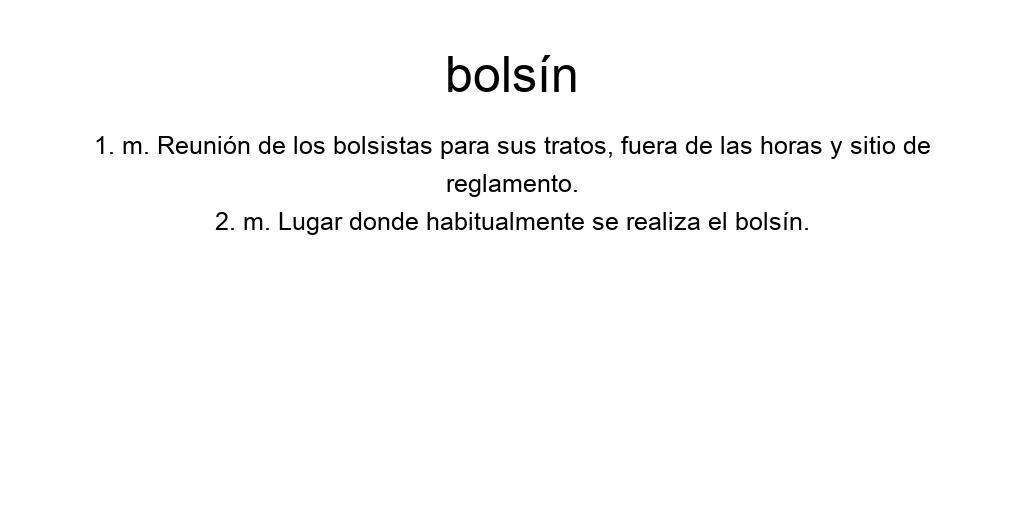 bolsín
1. m. Reunión de los bolsistas para sus tratos, fuera de las horas y sitio de
reglamento.
2. m. Lugar donde habitualmente se realiza el bolsín.